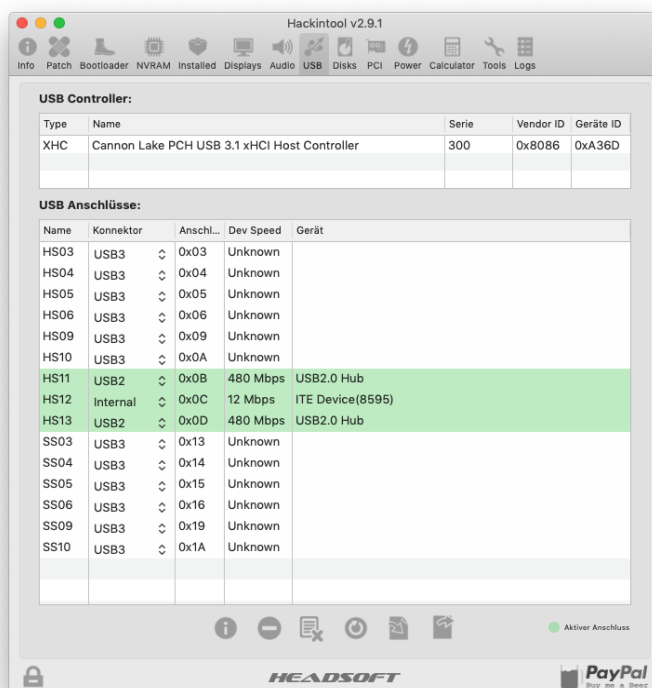 Hackintool v2.9.1
Info Patch Bootloader NVRAM Installed Displays Audio USB Disks PCI Power Calculator Tools Logs
USB Controller:
Type Name Serie Vendor ID Geräte ID
XHC Cannon Lake PCH USB 3.1 xHCI Host Controller 300 0x8086 0xA36D
USB Anschlüsse:
Name Konnektor Anschl... Dev Speed Gerät
HS03 USB3 0x03 Unknown
HS04 USB3 0x04 Unknown
HS05 USB3 0x05 Unknown
HS06 USB3 0x06 Unknown
HS09 USB3 0x09 Unknown
HS10 USB3 0x0A Unknown
HS11 USB2 0x0B 480 Mbps USB2.0 Hub
HS12 Internal 0x0C 12 Mbps ITE Device(8595)
HS13 USB2 0x0D 480 Mbps USB2.0 Hub
SS03 USB3 0x13 Unknown
SS04 USB3 0x14 Unknown
SS05 USB3 0x15 Unknown
SS06 USB3 0x16 Unknown
SS09 USB3 0x19 Unknown
SS10 USB3 0x1A Unknown
Aktiver Anschluss
HEADSOFT
PayPal
Buy me a Beer